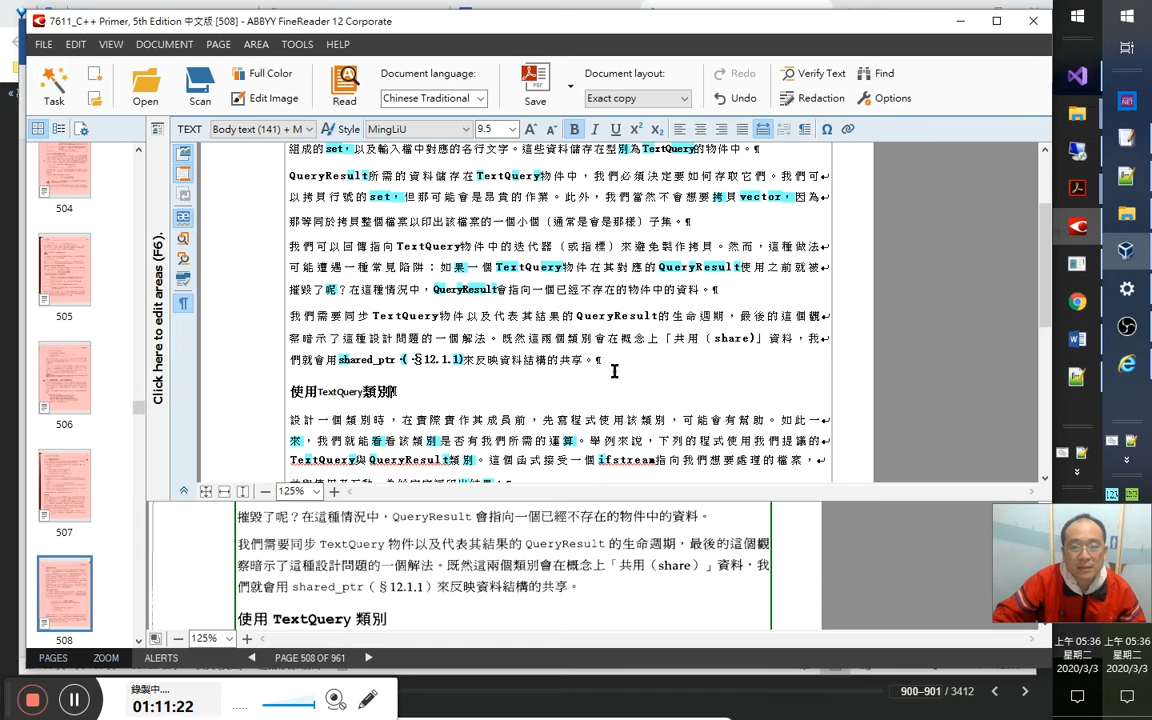 7611_C++ Primer, 5th Edition 中文版 [508] - ABBYY FineReader 12 Corporate
FILE EDIT VIEW DOCUMENT PAGE AREA TOOLS HELP
Task Open Scan Full Color Edit Image Read Document language: Chinese Traditional Save Document layout: Exact copy Redo Undo Verify Text Redaction Find Options
TEXT Body text (141) + M Style MingLiU 9.5 B I U
Click here to edit areas (F6).
組成的set，以及輸入檔中對應的各行文字。這些資料儲存在型別為TextQuery的物件中。
QueryResult所需的資料儲存在TextQuery物件中，我們必須決定要如何存取它們。我們可
以拷貝行號的set，但那可能會是昂貴的作業。此外，我們當然不會想要拷貝vector，因為
那等同於拷貝整個檔案以印出該檔案的一個小個（通常是會是那樣）子集。
我們可以回傳指向TextQuery物件中的迭代器（或指標）來避免製作拷貝。然而，這種做法
可能遭遇一種常見陷阱：如果一個TextQuery物件在其對應的QueryResult使用之前就被
摧毀了呢？在這種情況中，QueryResult會指向一個已經不存在的物件中的資料。
我們需要同步TextQuery物件以及代表其結果的QueryResult的生命週期，最後的這個觀
察暗示了這種設計問題的一個解法。既然這兩個類別會在概念上「共用（share)」資料，我
們就會用shared_ptr (§12.1.1)來反映資料結構的共享。
使用TextQuery類別
設計一個類別時，在實際實作其成員前，先寫程式使用該類別，可能會有幫助。如此一
來，我們就能看看該類別是否有我們所需的運算。舉例來說，下列的程式使用我們提議的
TextQuery與QueryResult類別。這個函式接受一個ifstream指向我們想要處理的檔案，
125%
摧毀了呢？在這種情況中，QueryResult 會指向一個已經不存在的物件中的資料。
我們需要同步 TextQuery 物件以及代表其結果的 QueryResult 的生命週期，最後的這個觀
察暗示了這種設計問題的一個解法。既然這兩個類別會在概念上「共用（share）」資料，我
們就會用 shared_ptr（§12.1.1）來反映資料結構的共享。
使用 TextQuery 類別
125%
504
505
506
507
508
PAGES ZOOM ALERTS PAGE 508 OF 961
錄製中....
01:11:22
900–901 / 3412
上午 05:36
星期二
2020/3/3
上午 05:36
星期二
2020/3/3